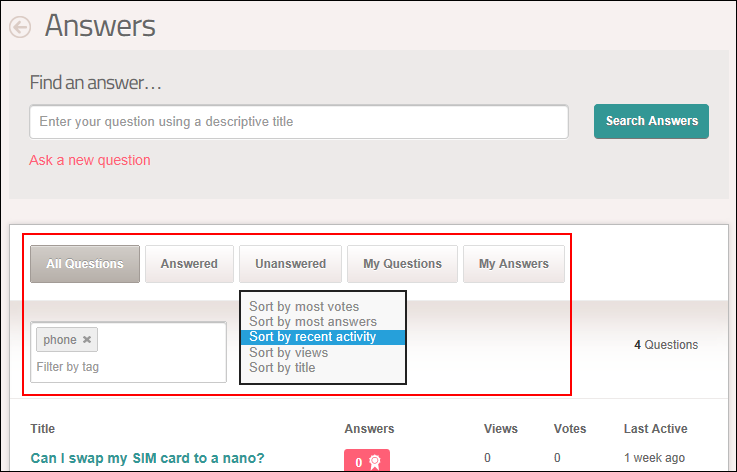 Answers
Find an answer...
Enter your question using a descriptive title
Search Answers
Ask a new question
All Questions
Answered
Unanswered
My Questions
My Answers
Sort by most votes
Sort by most answers
Sort by recent activity
Sort by views
Sort by title
phone ✖
Filter by tag
4 Questions
Title Answers Views Votes Last Active
Can I swap my SIM card to a nano? 0 0 0 1 week ago